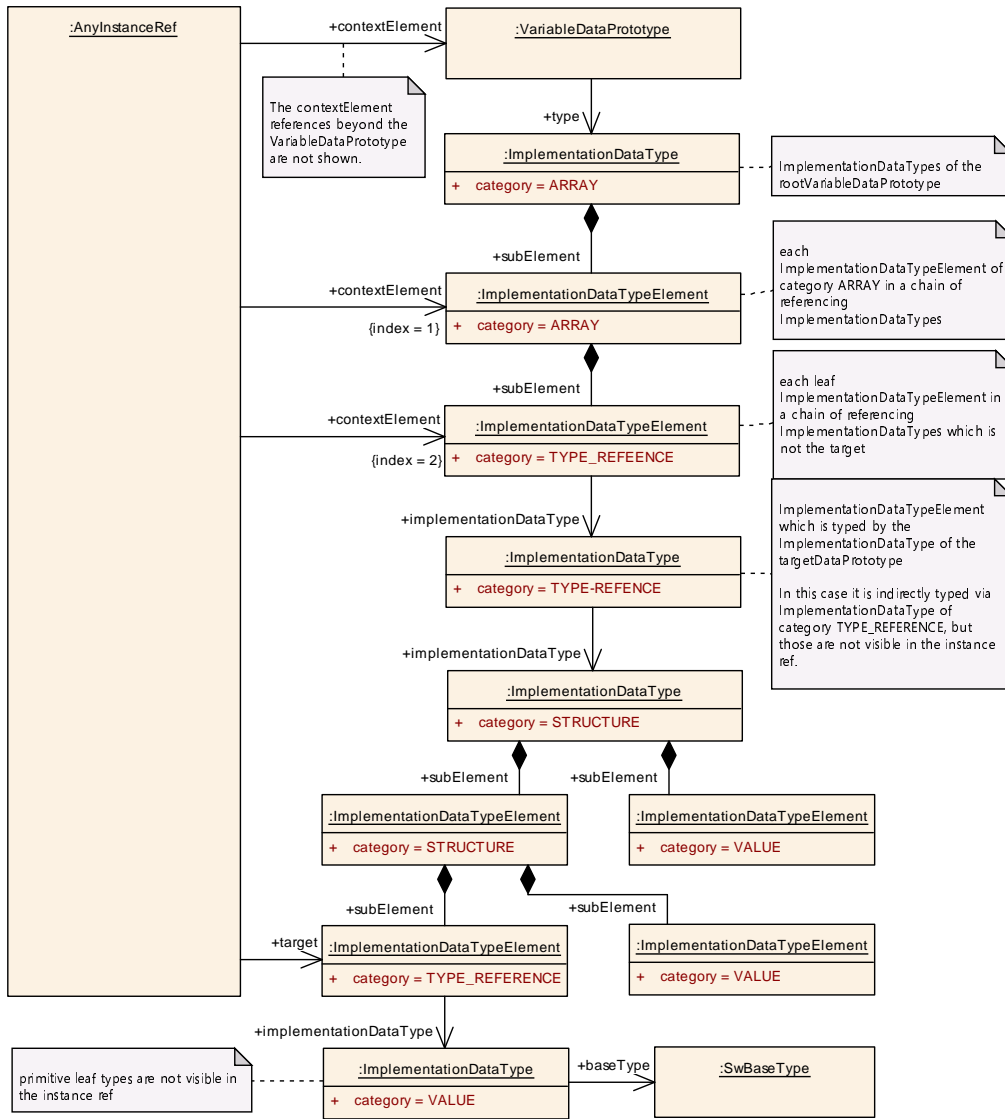 :AnyInstanceRef
+contextElement
:VariableDataPrototype
The contextElement
references beyond the
VariableDataPrototype
are not shown.
+type
:ImplementationDataType
+ category = ARRAY
ImplementationDataTypes of the
rootVariableDataPrototype
+subElement
each
ImplementationDataTypeElement of
category ARRAY in a chain of
referencing
ImplementationDataTypes
+contextElement
{index = 1}
:ImplementationDataTypeElement
+ category = ARRAY
+subElement
each leaf
ImplementationDataTypeElement in
a chain of referencing
ImplementationDataTypes which is
not the target
+contextElement
{index = 2}
:ImplementationDataTypeElement
+ category = TYPE_REFEENCE
+implementationDataType
ImplementationDataTypeElement
which is typed by the
ImplementationDataType of the
targetDataPrototype
In this case it is indirectly typed via
ImplementationDataType of
category TYPE_REFERENCE, but
those are not visible in the instance
ref.
:ImplementationDataType
+ category = TYPE-REFENCE
+implementationDataType
:ImplementationDataType
+ category = STRUCTURE
+subElement
+subElement
:ImplementationDataTypeElement
+ category = STRUCTURE
:ImplementationDataTypeElement
+ category = VALUE
+subElement
+subElement
+target
:ImplementationDataTypeElement
+ category = TYPE_REFERENCE
:ImplementationDataTypeElement
+ category = VALUE
+implementationDataType
primitive leaf types are not visible in
the instance ref
:ImplementationDataType
+ category = VALUE
+baseType
:SwBaseType